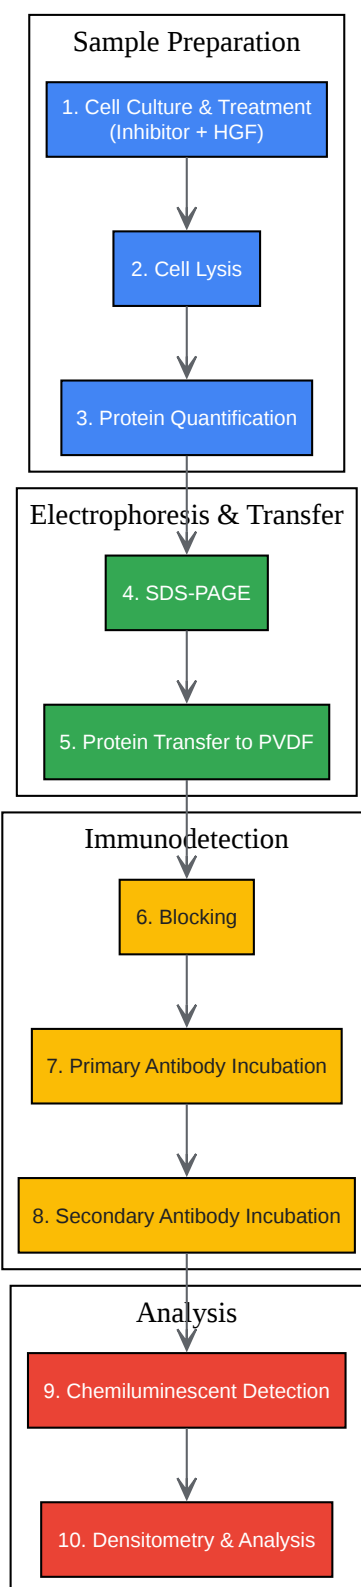 Sample Preparation
1. Cell Culture & Treatment
(Inhibitor + HGF)
2. Cell Lysis
3. Protein Quantification
Electrophoresis & Transfer
4. SDS-PAGE
5. Protein Transfer to PVDF
Immunodetection
6. Blocking
7. Primary Antibody Incubation
8. Secondary Antibody Incubation
Analysis
9. Chemiluminescent Detection
10. Densitometry & Analysis